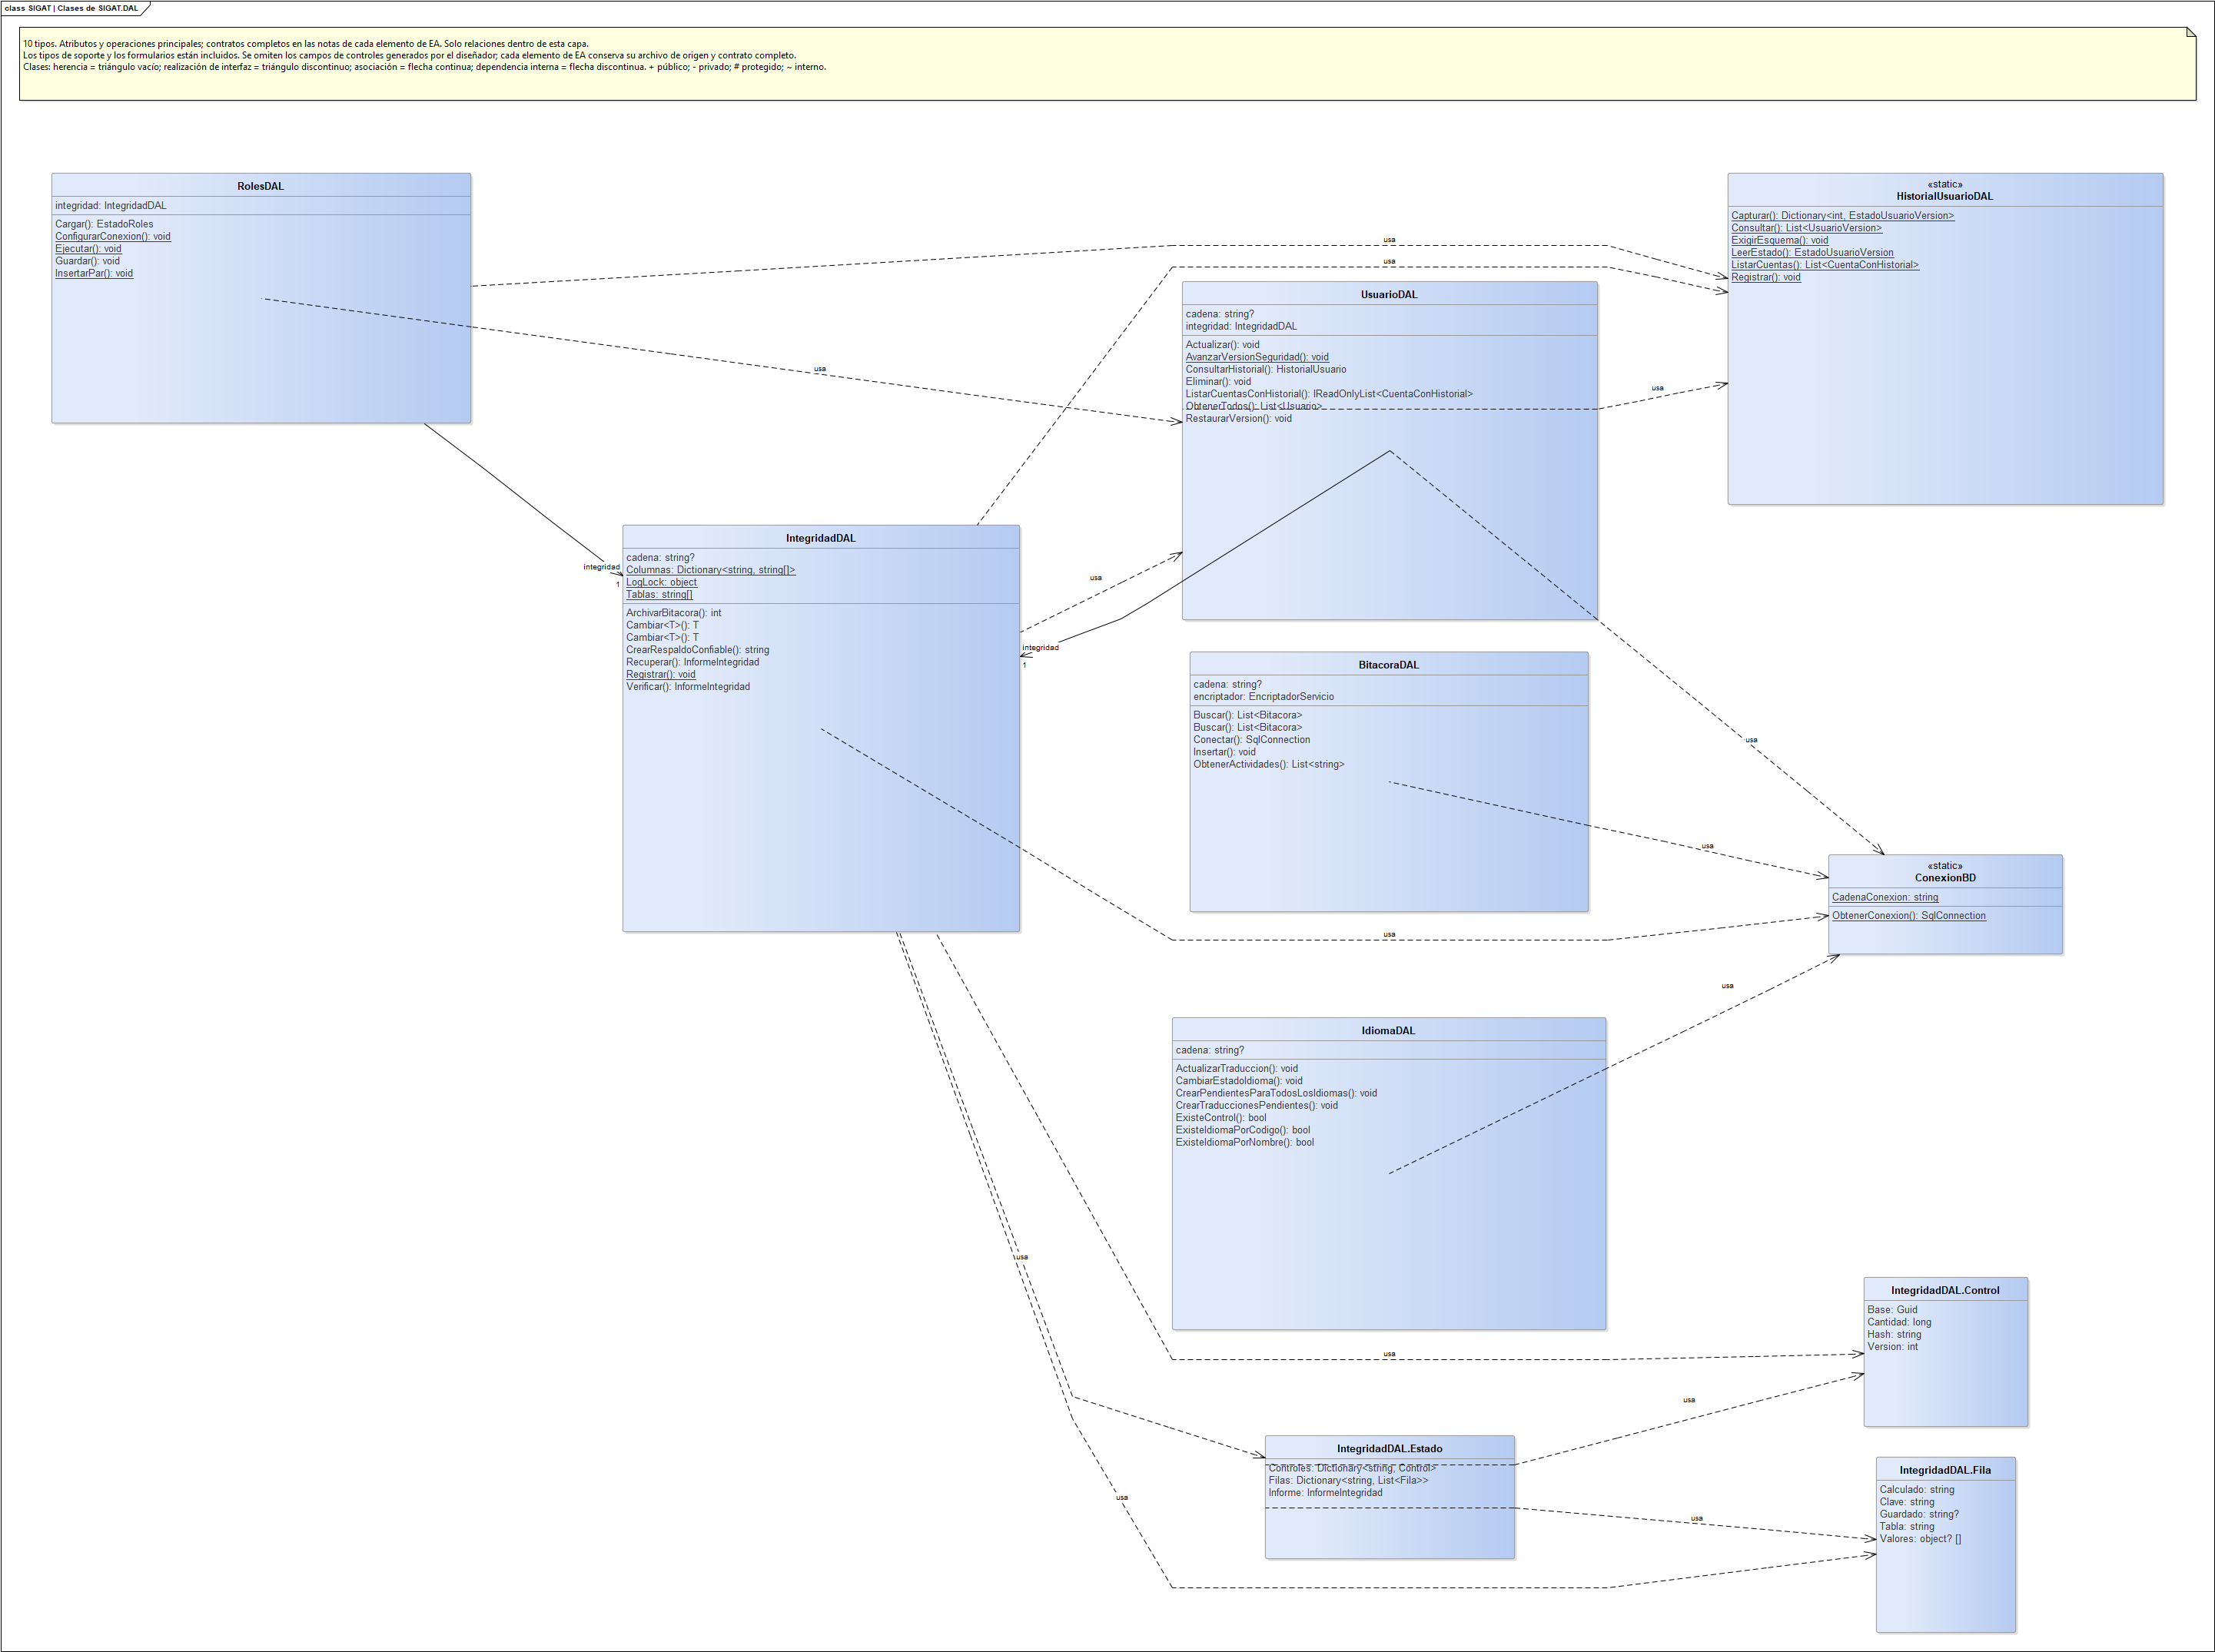 class SIGAT | Clases de SIGAT.DAL
10 tipos. Atributos y operaciones principales; contratos completos en las notas de cada elemento de EA. Solo relaciones dentro de esta capa.
Los tipos de soporte y los formularios están incluidos. Se omiten los campos de controles generados por el diseñador; cada elemento de EA conserva su archivo de origen y contrato completo.
Clases: herencia = triángulo vacío; realización de interfaz = triángulo discontinuo; asociación = flecha continua; dependencia interna = flecha discontinua. + público; - privado; # protegido; ~ interno.
RolesDAL
integridad: IntegridadDAL
Cargar(): EstadoRoles
ConfigurarConexion(): void
Ejecutar(): void
Guardar(): void
InsertarPar(): void
«static»
HistorialUsuarioDAL
Capturar(): Dictionary<int, EstadoUsuarioVersion>
Consultar(): List<UsuarioVersion>
ExigirEsquema(): void
LeerEstado(): EstadoUsuarioVersion
ListarCuentas(): List<CuentaConHistorial>
Registrar(): void
usa
usa
UsuarioDAL
cadena: string?
integridad: IntegridadDAL
Actualizar(): void
AvanzarVersionSeguridad(): void
ConsultarHistorial(): HistorialUsuario
Eliminar(): void
ListarCuentasConHistorial(): IReadOnlyList<CuentaConHistorial>
ObtenerTodos(): List<Usuario>
RestaurarVersion(): void
usa
usa
IntegridadDAL
cadena: string?
Columnas: Dictionary<string, string[]>
LogLock: object
Tablas: string[]
ArchivarBitacora(): int
Cambiar<T>(): T
Cambiar<T>(): T
CrearRespaldoConfiable(): string
Recuperar(): InformeIntegridad
Registrar(): void
Verificar(): InformeIntegridad
integridad
1
usa
integridad
1
BitacoraDAL
cadena: string?
encriptador: EncriptadorServicio
Buscar(): List<Bitacora>
Buscar(): List<Bitacora>
Conectar(): SqlConnection
Insertar(): void
ObtenerActividades(): List<string>
usa
usa
«static»
ConexionBD
CadenaConexion: string
ObtenerConexion(): SqlConnection
usa
usa
IdiomaDAL
cadena: string?
ActualizarTraduccion(): void
CambiarEstadoIdioma(): void
CrearPendientesParaTodosLosIdiomas(): void
CrearTraduccionesPendientes(): void
ExisteControl(): bool
ExisteIdiomaPorCodigo(): bool
ExisteIdiomaPorNombre(): bool
usa
IntegridadDAL.Control
Base: Guid
Cantidad: long
Hash: string
Version: int
usa
usa
IntegridadDAL.Estado
Controles: Dictionary<string, Control>
Filas: Dictionary<string, List<Fila>>
Informe: InformeIntegridad
IntegridadDAL.Fila
Calculado: string
Clave: string
Guardado: string?
Tabla: string
Valores: object? []
usa
usa